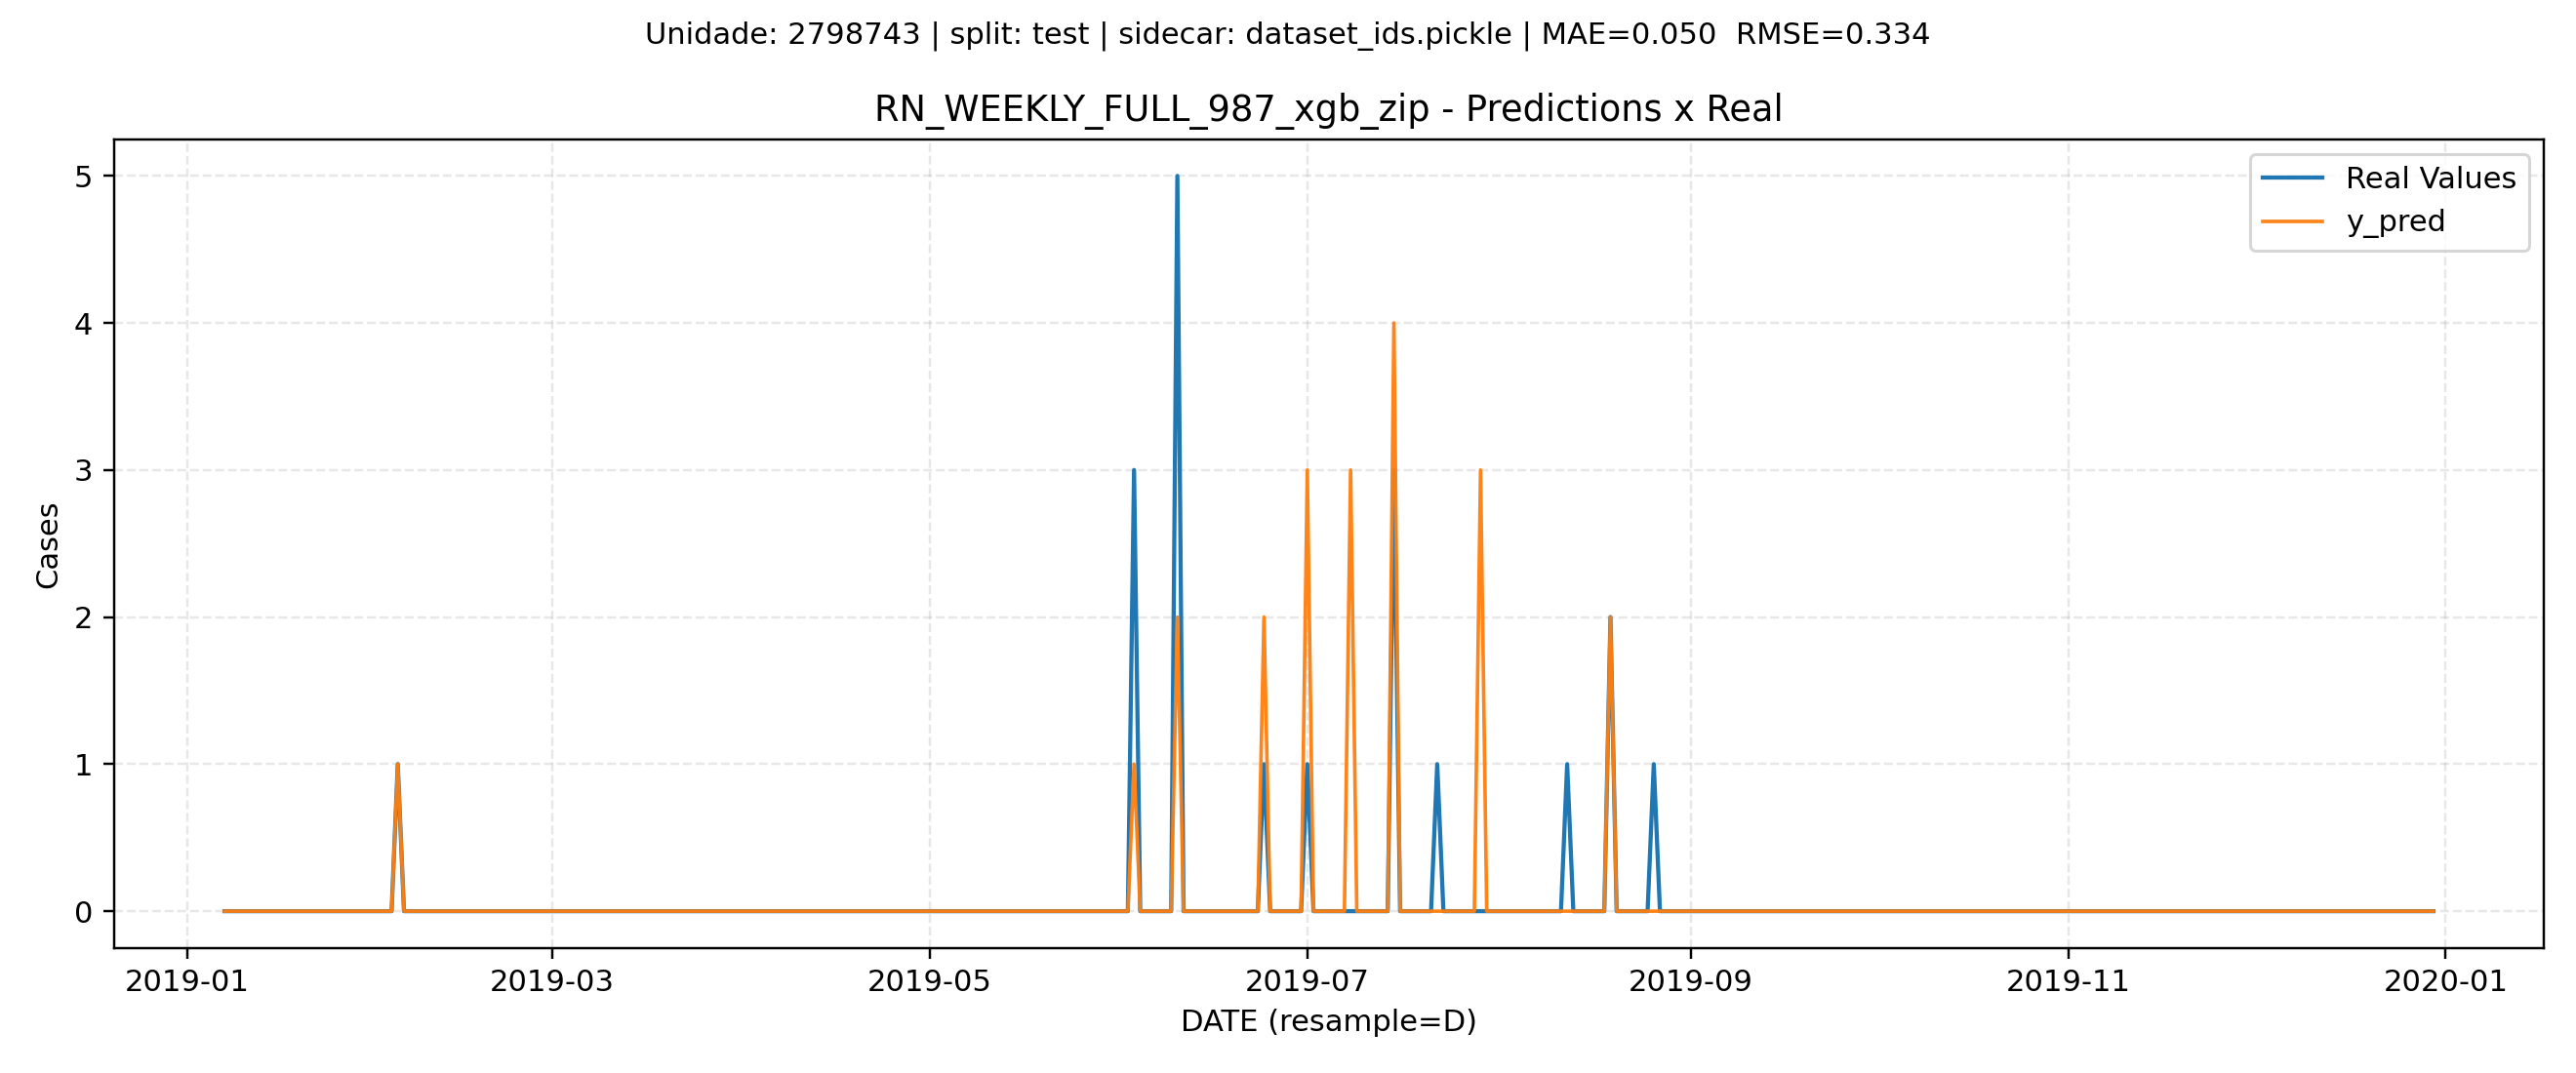 Unidade: 2798743 | split: test | sidecar: dataset_ids.pickle | MAE=0.050  RMSE=0.334
RN_WEEKLY_FULL_987_xgb_zip - Predictions x Real
Real Values
y_pred
5
4
3
2
1
0
Cases
2019-01 2019-03 2019-05 2019-07 2019-09 2019-11 2020-01
DATE (resample=D)